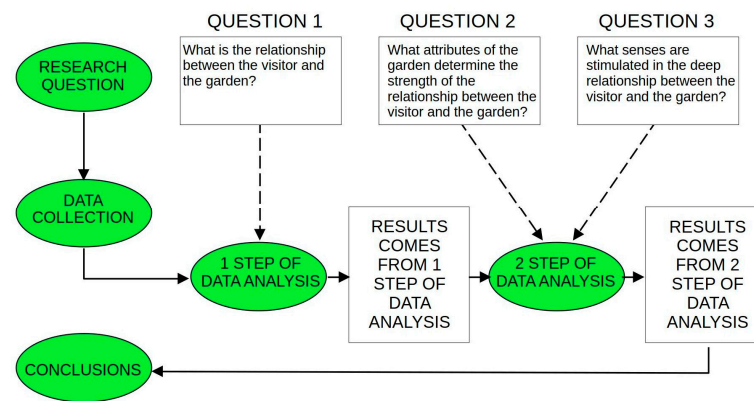 QUESTION 1
QUESTION 2
QUESTION 3
RESEARCH
QUESTION
What is the relationship
between the visitor and
the garden?
What attributes of the
garden determine the
strength of the
relationship between the
visitor and the garden?
What senses are
stimulated in the deep
relationship between the
visitor and the garden?
DATA
COLLECTION
1 STEP OF
DATA ANALYSIS
RESULTS
COMES
FROM 1
STEP OF
DATA
ANALYSIS
2 STEP OF
DATA ANALYSIS
RESULTS
COMES
FROM 2
STEP OF
DATA
ANALYSIS
CONCLUSIONS